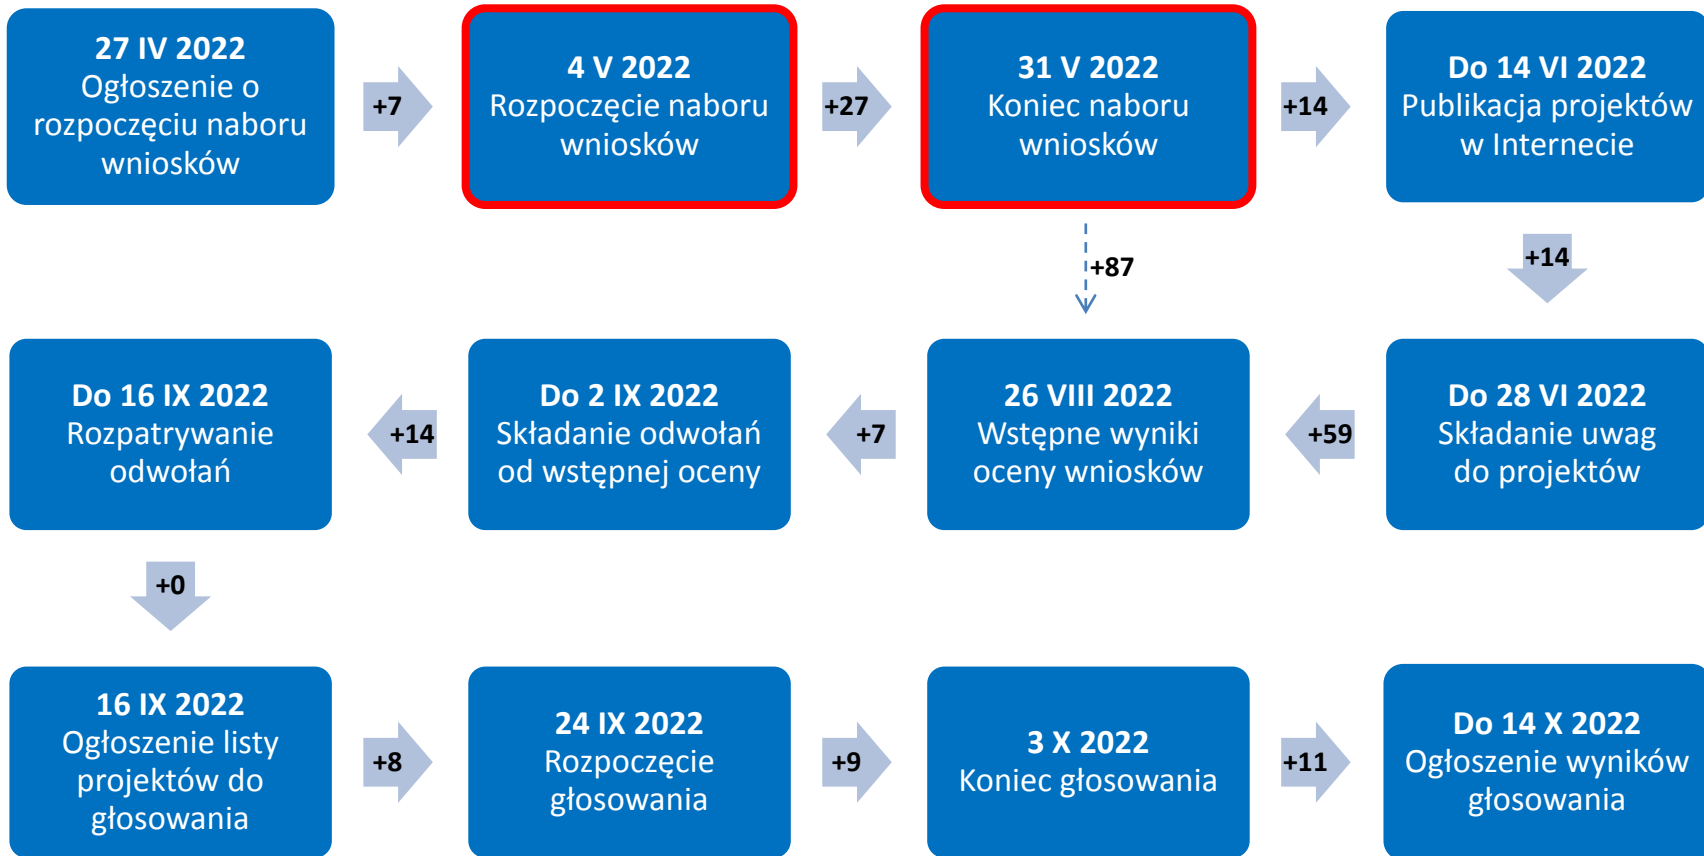 27 IV 2022
Ogłoszenie o
rozpoczęciu naboru
wniosków
+7
4 V 2022
Rozpoczęcie naboru
wniosków
+27
31 V 2022
Koniec naboru
wniosków
+14
Do 14 VI 2022
Publikacja projektów
w Internecie
+87
+14
Do 28 VI 2022
Składanie uwag
do projektów
+59
26 VIII 2022
Wstępne wyniki
oceny wniosków
+7
Do 2 IX 2022
Składanie odwołań
od wstępnej oceny
+14
Do 16 IX 2022
Rozpatrywanie
odwołań
+0
16 IX 2022
Ogłoszenie listy
projektów do
głosowania
+8
24 IX 2022
Rozpoczęcie
głosowania
+9
3 X 2022
Koniec głosowania
+11
Do 14 X 2022
Ogłoszenie wyników
głosowania